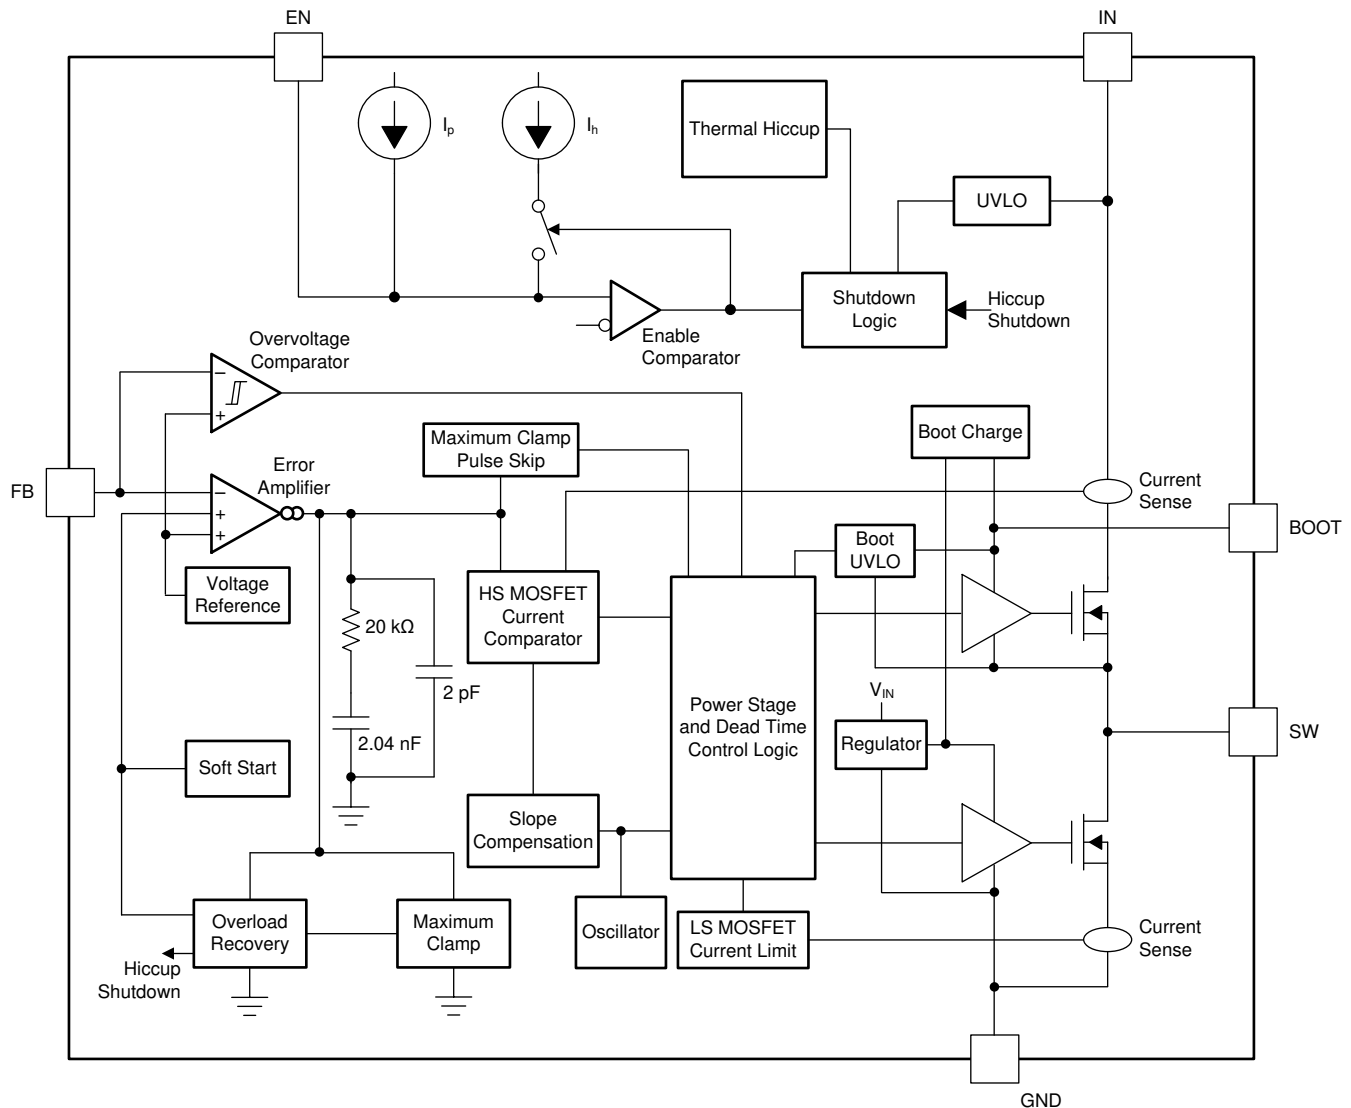 EN
IN
Ip
Ih
Thermal Hiccup
UVLO
Shutdown
Logic
Hiccup
Shutdown
Enable
Comparator
Overvoltage
Comparator
−
+
Maximum Clamp
Pulse Skip
Boot Charge
Current
Sense
Error
Amplifier
FB
−
+
+
BOOT
Boot
UVLO
Voltage
Reference
HS MOSFET
Current
Comparator
20 kΩ
2 pF
2.04 nF
Power Stage
and Dead Time
Control Logic
VIN
Regulator
SW
Soft Start
Slope
Compensation
Overload
Recovery
Maximum
Clamp
Oscillator
LS MOSFET
Current Limit
Current
Sense
Hiccup
Shutdown
GND